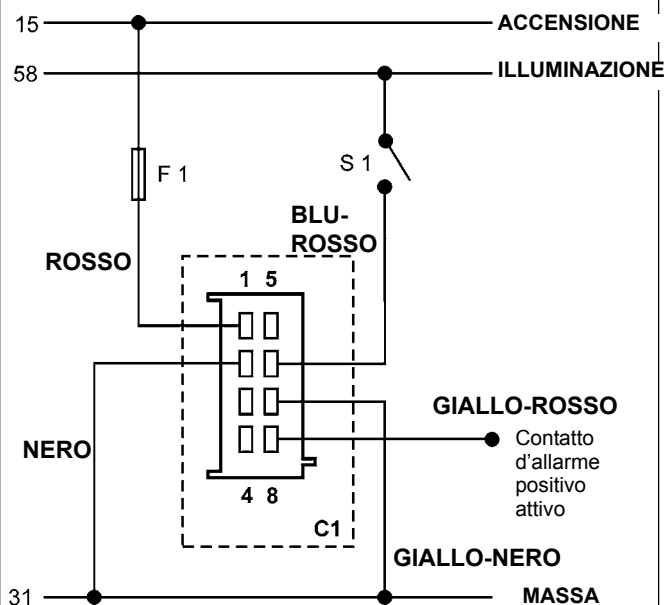 15
ACCENSIONE
58
ILLUMINAZIONE
F 1
S 1
BLU-
ROSSO
ROSSO
1 5
GIALLO-ROSSO
NERO
Contatto
d'allarme
positivo
attivo
4 8
C1
GIALLO-NERO
31
MASSA